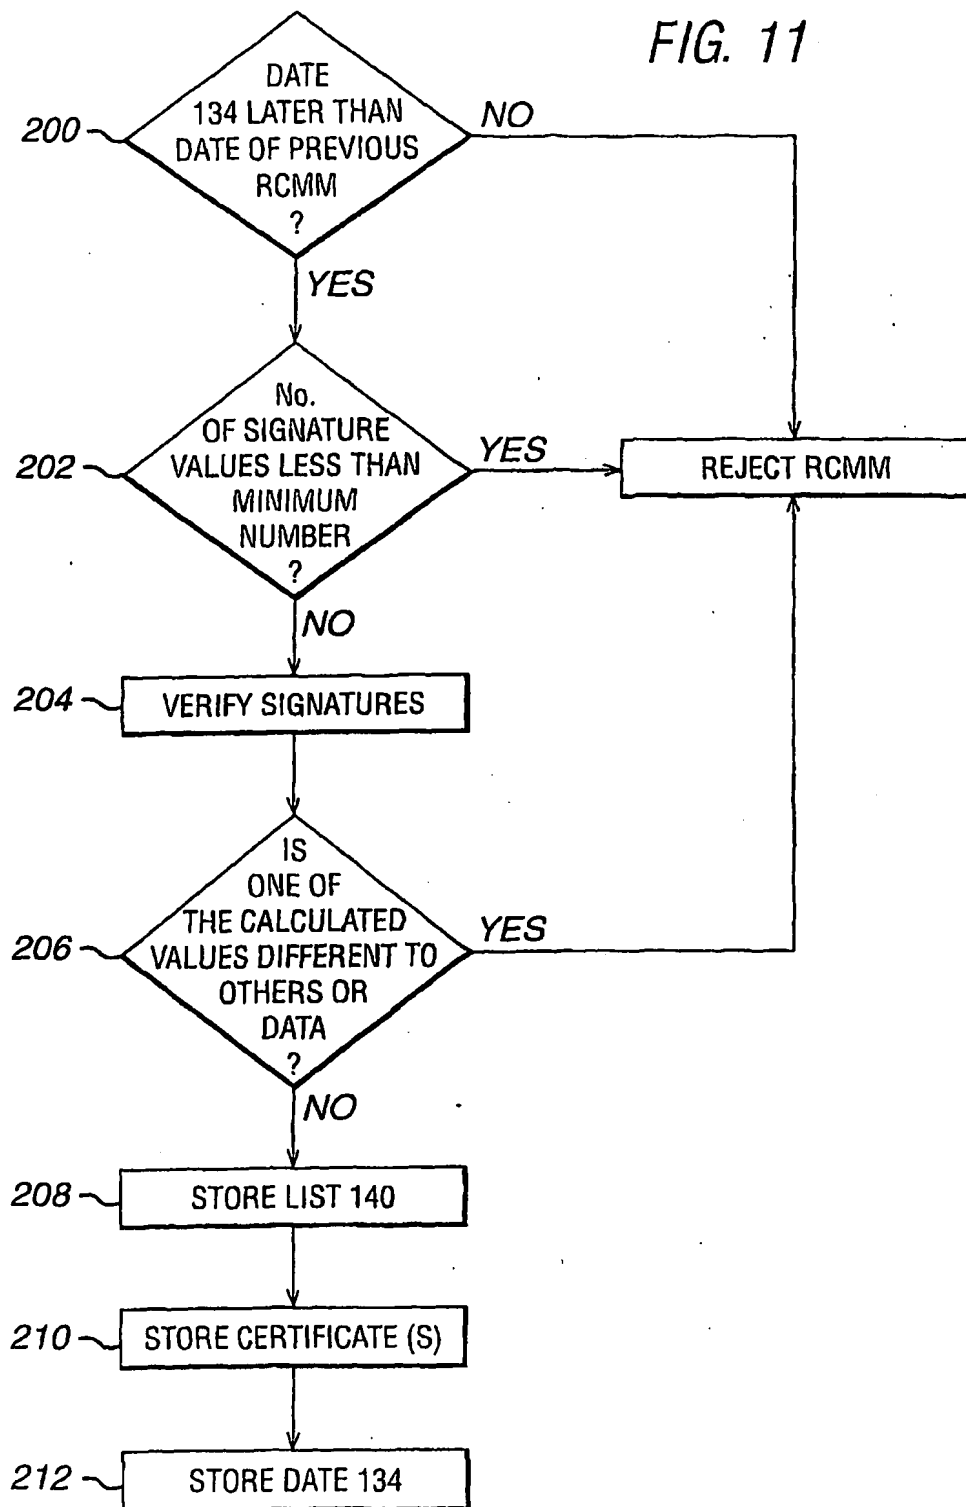 FIG. 11
DATE
134 LATER THAN
DATE OF PREVIOUS
RCMM
?
200
NO
YES
No.
OF SIGNATURE
VALUES LESS THAN
MINIMUM
NUMBER
?
202
YES
REJECT RCMM
NO
204
VERIFY SIGNATURES
IS
ONE OF
THE CALCULATED
VALUES DIFFERENT TO
OTHERS OR
DATA
?
206
YES
NO
208
STORE LIST 140
210
STORE CERTIFICATE (S)
212
STORE DATE 134